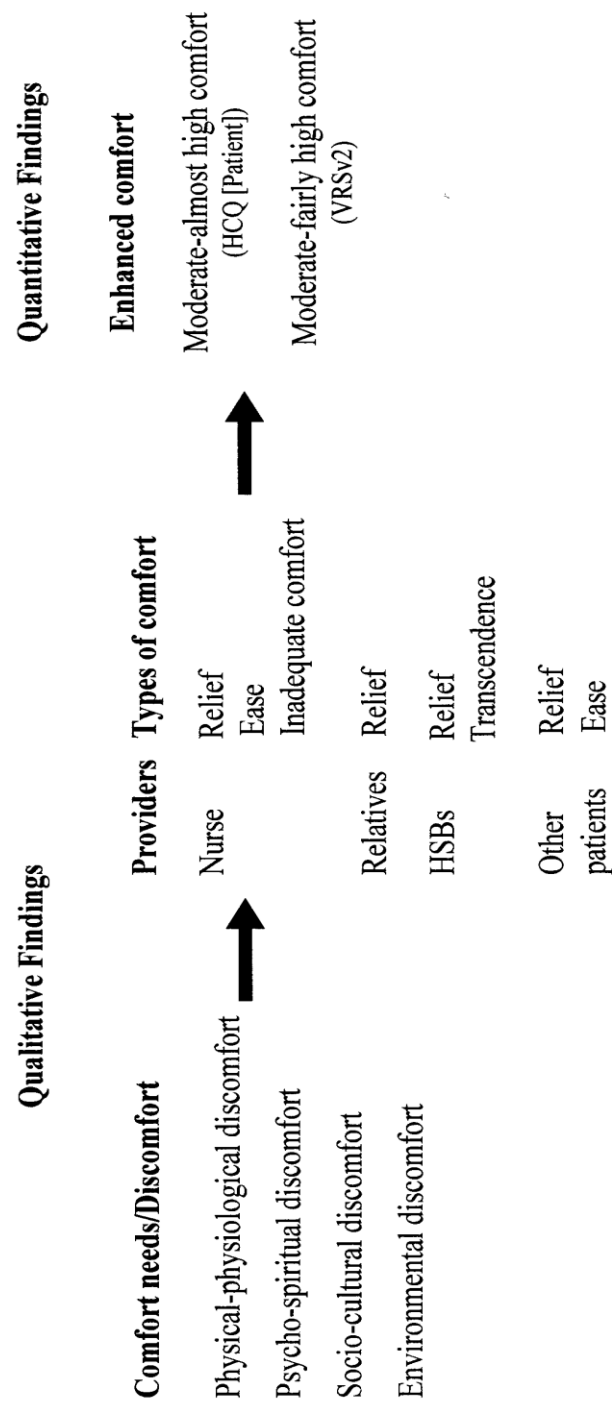 Qualitative Findings
Quantitative Findings
Comfort needs/Discomfort
Physical-physiological discomfort
Psycho-spiritual discomfort
Socio-cultural discomfort
Environmental discomfort
Providers Types of comfort
Nurse Relief
Ease
Inadequate comfort
Relatives Relief
HSBs Relief
Transcendence
Other Relief
patients Ease
Enhanced comfort
Moderate-almost high comfort
(HCQ [Patient])
Moderate-fairly high comfort
(VRSv2)